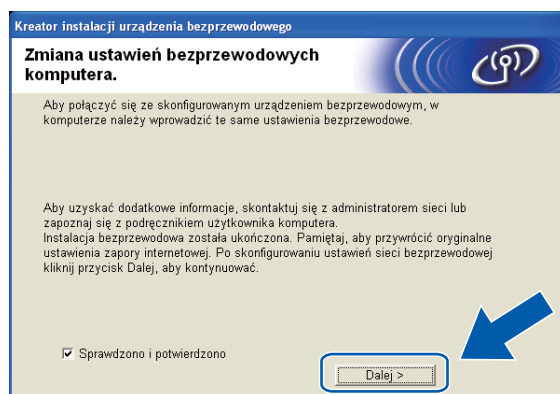 Kreator instalacji urządzenia bezprzewodowego
Zmiana ustawień bezprzewodowych
komputera.
Aby połączyć się ze skonfigurowanym urządzeniem bezprzewodowym, w
komputerze należy wprowadzić te same ustawienia bezprzewodowe.
Aby uzyskać dodatkowe informacje, skontaktuj się z administratorem sieci lub
zapoznaj się z podręcznikiem użytkownika komputera.
Instalacja bezprzewodowa została ukończona. Pamiętaj, aby przywrócić oryginalne
ustawienia zapory internetowej. Po skonfigurowaniu ustawień sieci bezprzewodowej
kliknij przycisk Dalej, aby kontynuować.
Sprawdzono i potwierdzono
Dalej >